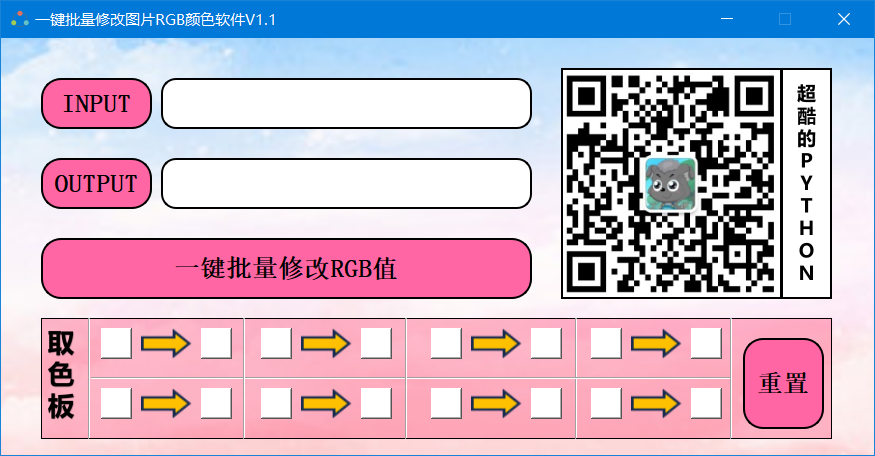 一键批量修改图片RGB颜色软件V1.1
INPUT
OUTPUT
一键批量修改RGB值
超酷的PYTHON
取色板
重置